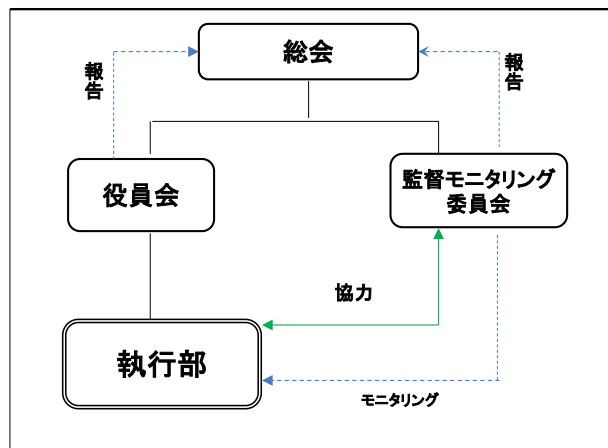 総会
報告
報告
役員会
監督モニタリング
委員会
協力
執行部
モニタリング